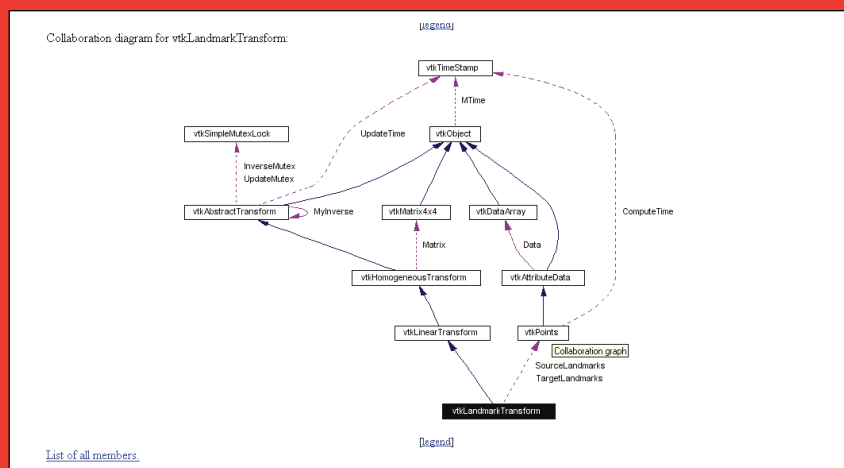 [legend]
Collaboration diagram for vtkLandmarkTransform:
vtkTimeStamp
MTime
vtkSimpleMutexLock
UpdateTime
vtkObject
InverseMutex
UpdateMutex
vtkAbstractTransform
MyInverse
vtkMatrix4x4
vtkDataArray
ComputeTime
Matrix
Data
vtkHomogeneousTransform
vtkAttributeData
vtkLinearTransform
vtkPoints
Collaboration graph
SourceLandmarks
TargetLandmarks
vtkLandmarkTransform
[legend]
List of all members.